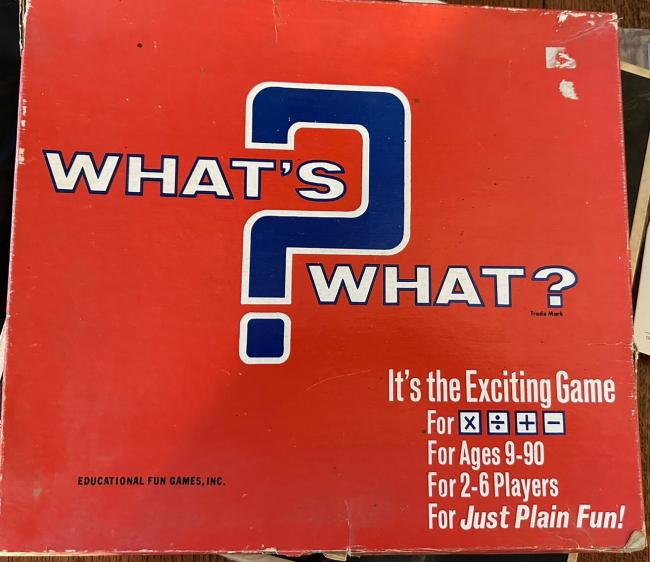 WHAT'S
WHAT?
Trade Mark
It's the Exciting Game
For × ÷ + −
For Ages 9-90
For 2-6 Players
For Just Plain Fun!
EDUCATIONAL FUN GAMES, INC.